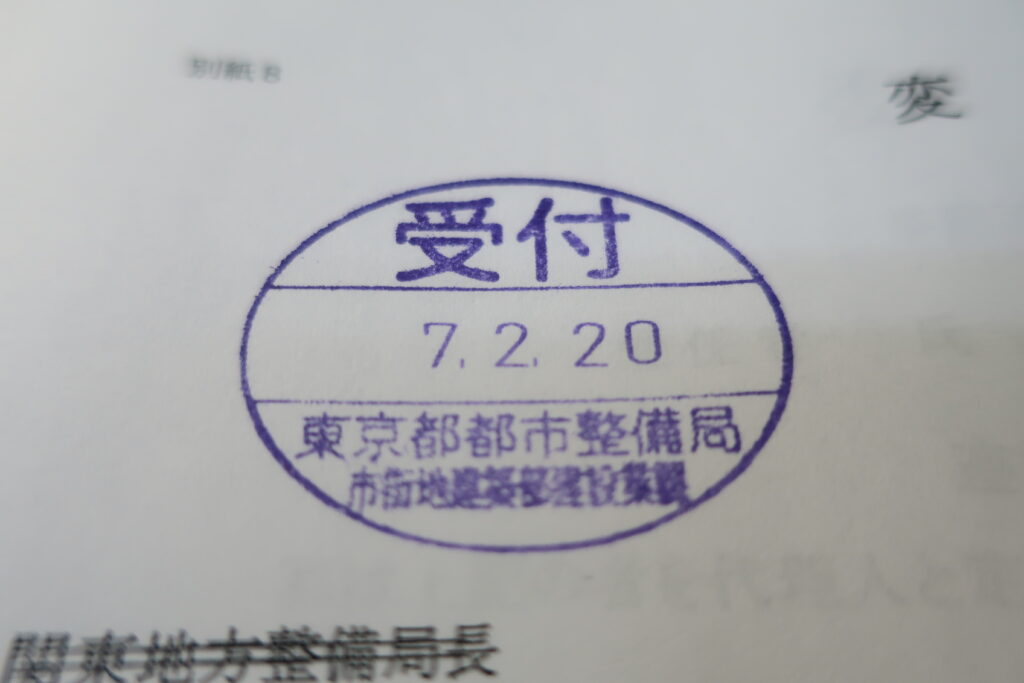 別紙B
変
受付
7.2.20
東京都都市整備局
市街地建築部建設業課
関東地方整備局長